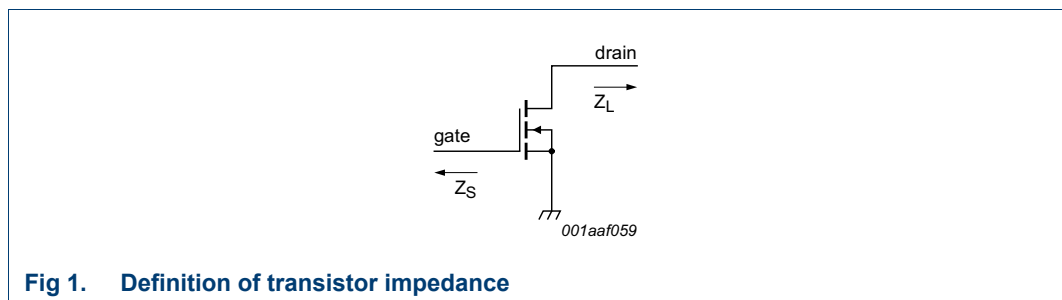 drain
Z_L
gate
Z_S
001aaf059
Fig 1. Definition of transistor impedance